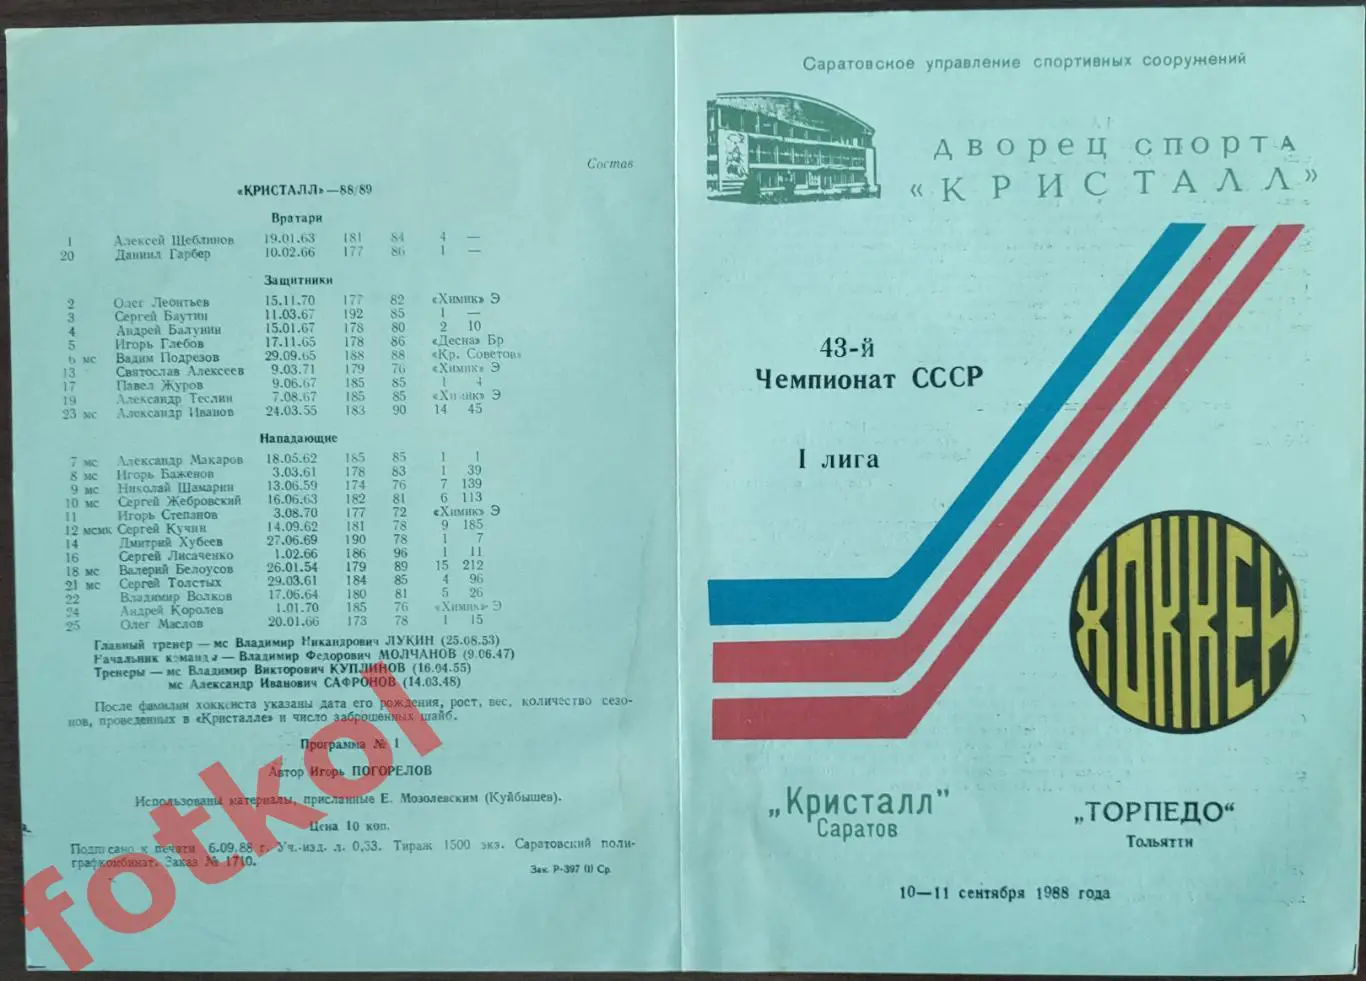 Состав
«КРИСТАЛЛ»—88/89
Вратари
1 Алексей Щеблинов 19.01.63 181 84 4 —
20 Даниил Гарбер 10.02.66 177 86 1 —
Защитники
2 Олег Леонтьев 15.11.70 177 82 «Химик» Э
3 Сергей Баутин 11.03.67 192 85 1 —
4 Андрей Балунин 15.01.67 178 80 2 10
5 Игорь Глебов 17.11.65 178 86 «Десна» Бр
6 мс Вадим Подрезов 29.09.65 188 88 «Кр. Советов»
13 Святослав Алексеев 9.03.71 179 76 «Химик» Э
17 Павел Журов 9.06.67 185 85 1 4
19 Александр Теслин 7.08.67 185 85 «Химик» Э
23 мс Александр Иванов 24.03.55 183 90 14 45
Нападающие
7 мс Александр Макаров 18.05.62 185 85 1 1
8 мс Игорь Баженов 3.03.61 178 83 1 39
9 мс Николай Шамарин 13.06.59 174 76 7 139
10 мс Сергей Жебровский 16.06.63 182 81 6 113
11 Игорь Степанов 3.08.70 177 72 «Химик» Э
12 мсмк Сергей Кучин 14.09.62 181 78 9 185
14 Дмитрий Хубеев 27.06.69 190 78 1 7
16 Сергей Лисаченко 1.02.66 186 96 1 11
18 мс Валерий Белоусов 26.01.54 179 89 15 212
21 мс Сергей Толстых 29.03.61 184 85 4 96
22 Владимир Волков 17.06.64 180 81 5 26
24 Андрей Королев 1.01.70 185 76 «Химик» Э
25 Олег Маслов 20.01.66 173 78 1 15
Главный тренер — мс Владимир Никандрович ЛУКИН (25.08.53)
Начальник команды — Владимир Федорович МОЛЧАНОВ (9.06.47)
Тренеры — мс Владимир Викторович КУПЛИНОВ (16.04.55)
мс Александр Иванович САФРОНОВ (14.03.48)
После фамилии хоккеиста указаны дата его рождения, рост, вес, количество сезо-
нов, проведенных в «Кристалле» и число заброшенных шайб.
Программа № 1
Автор Игорь ПОГОРЕЛОВ
Использованы материалы, присланные Е. Мозолевским (Куйбышев).
Цена 10 коп.
Подписано к печати 6.09.88 г. Уч.-изд. л. 0,33. Тираж 1500 экз. Саратовский поли-
графкомбинат. Заказ № 1710.
Зак. Р-397 (1) Ср.
fotkol
Саратовское управление спортивных сооружений
ДВОРЕЦ СПОРТА
«КРИСТАЛЛ»
43-й
Чемпионат СССР
I лига
ХОККЕЙ
„Кристалл"
Саратов
„ТОРПЕДО"
Тольятти
10—11 сентября 1988 года